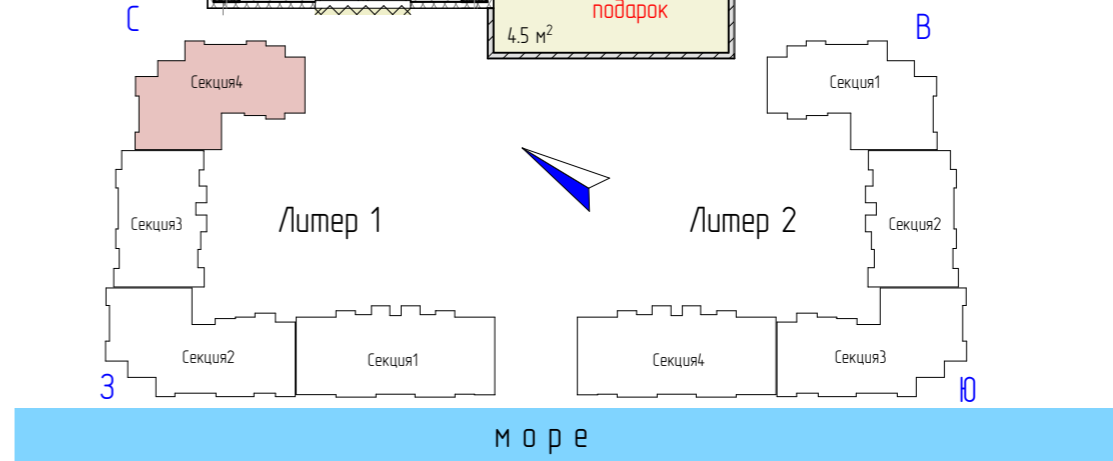 подарок
4.5 м²
С
В
Секция4
Секция1
Секция3
Литер 1
Литер 2
Секция2
Секция2
Секция1
Секция4
Секция3
З
Ю
море